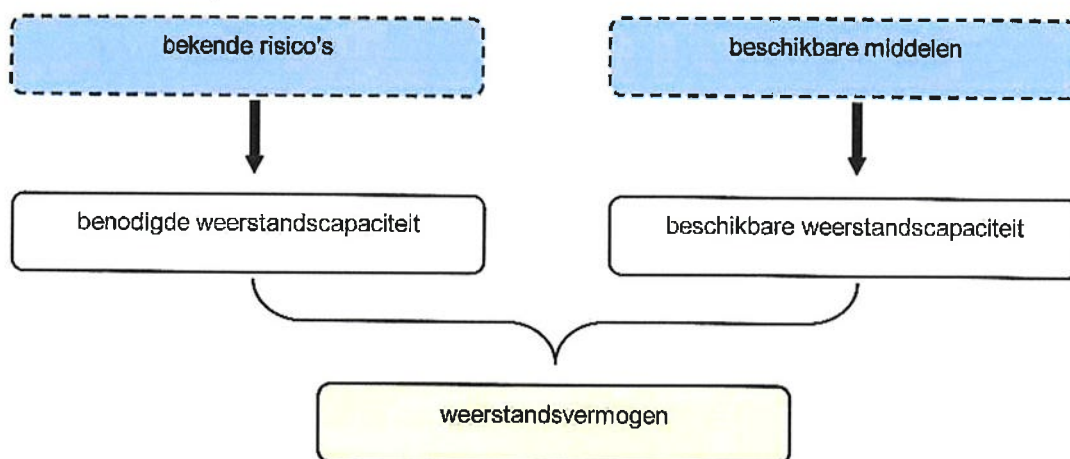 bekende risico's
beschikbare middelen
benodigde weerstandscapaciteit
beschikbare weerstandscapaciteit
weerstandsvermogen